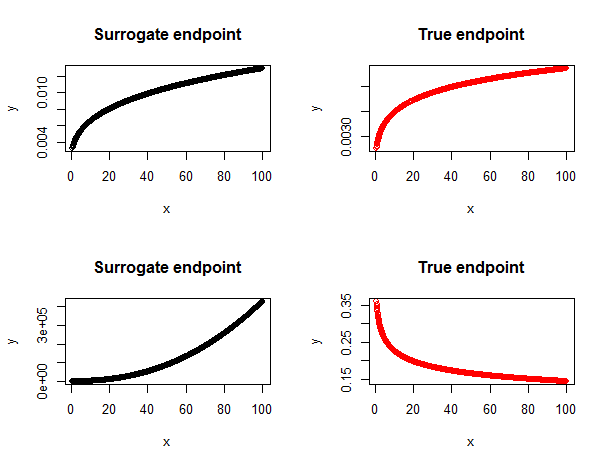 Surrogate endpoint
y
0.004 0.010
0 20 40 60 80 100
x
True endpoint
y
0.0030
0 20 40 60 80 100
x
Surrogate endpoint
y
0e+00 3e+05
0 20 40 60 80 100
x
True endpoint
y
0.15 0.25 0.35
0 20 40 60 80 100
x